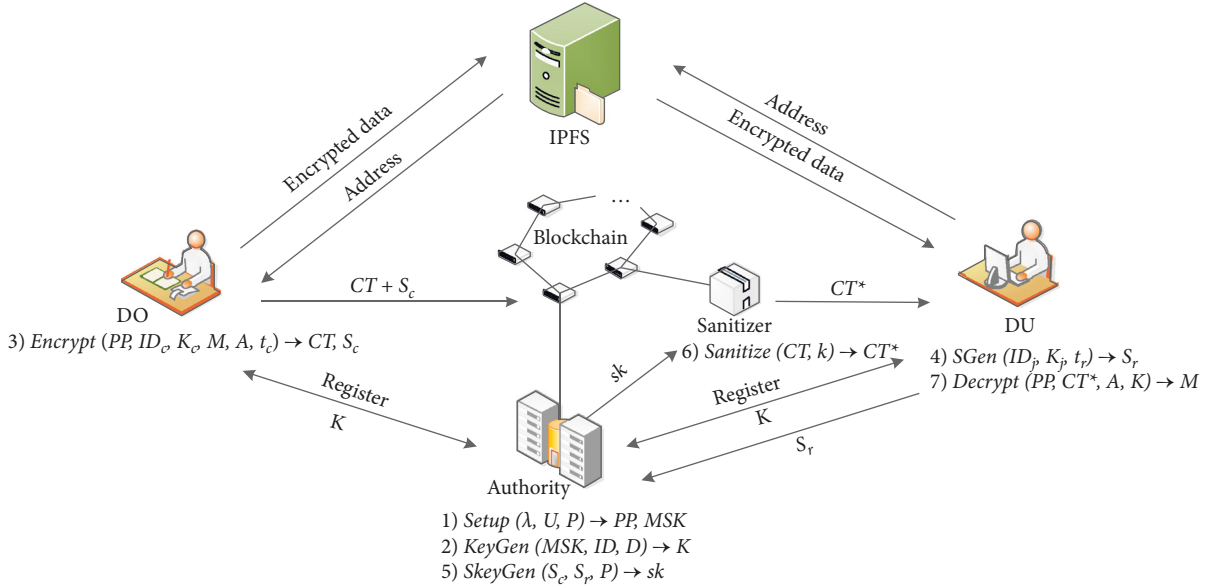 IPFS
Encrypted data
Address
Address
Encrypted data
...
Blockchain
CT + S_c
CT*
DO
Sanitizer
DU
3) Encrypt (PP, ID_c, K_c, M, A, t_c) → CT, S_c
6) Sanitize (CT, k) → CT*
4) SGen (ID_j, K_j, t_r) → S_r
7) Decrypt (PP, CT*, A, K) → M
sk
Register
K
Register
K
S_r
Authority
1) Setup (λ, U, P) → PP, MSK
2) KeyGen (MSK, ID, D) → K
5) SkeyGen (S_c, S_r, P) → sk